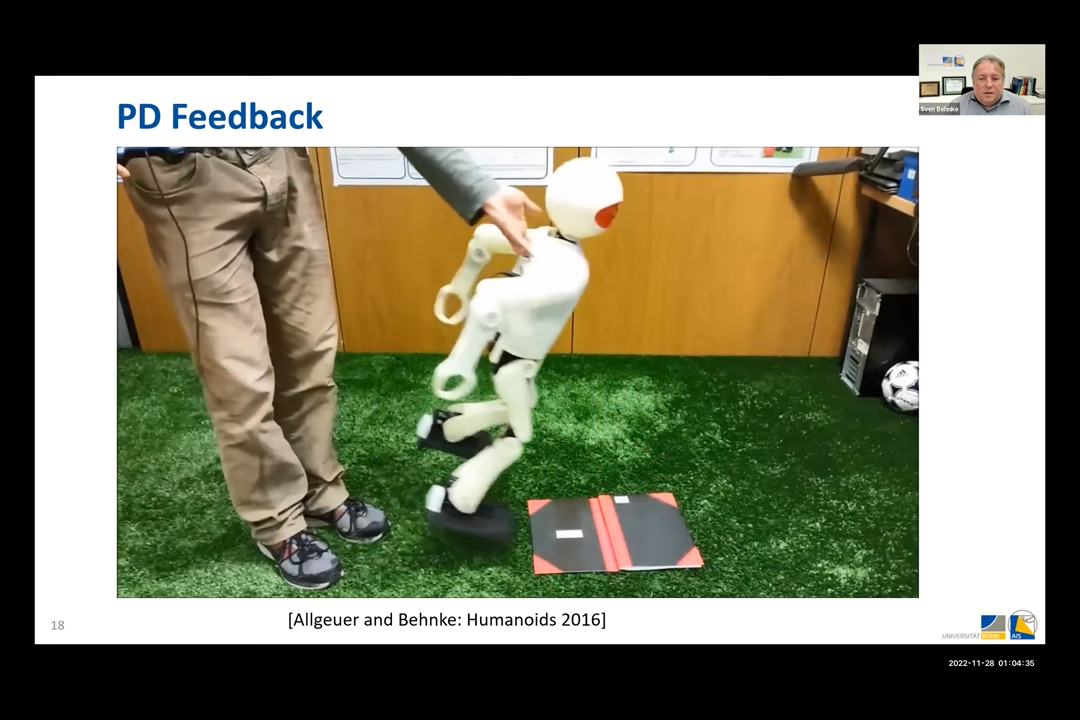 PD Feedback
Sven Behnke
[Allgeuer and Behnke: Humanoids 2016]
18
UNIVERSITÄT BONN
AIS
2022-11-28 01:04:35